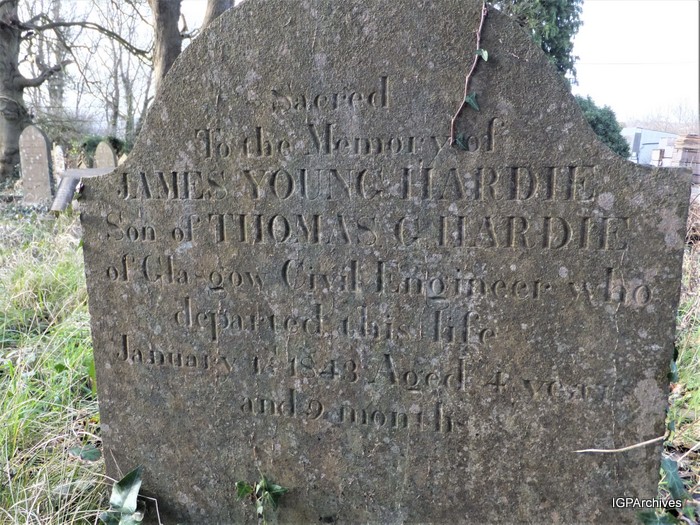 Sacred
To the Memory of
JAMES YOUNG HARDIE
Son of THOMAS G HARDIE
of Glasgow Civil Engineer who
departed this life
January 1st 1843 Aged 4 years
and 9 months
IGPArchives